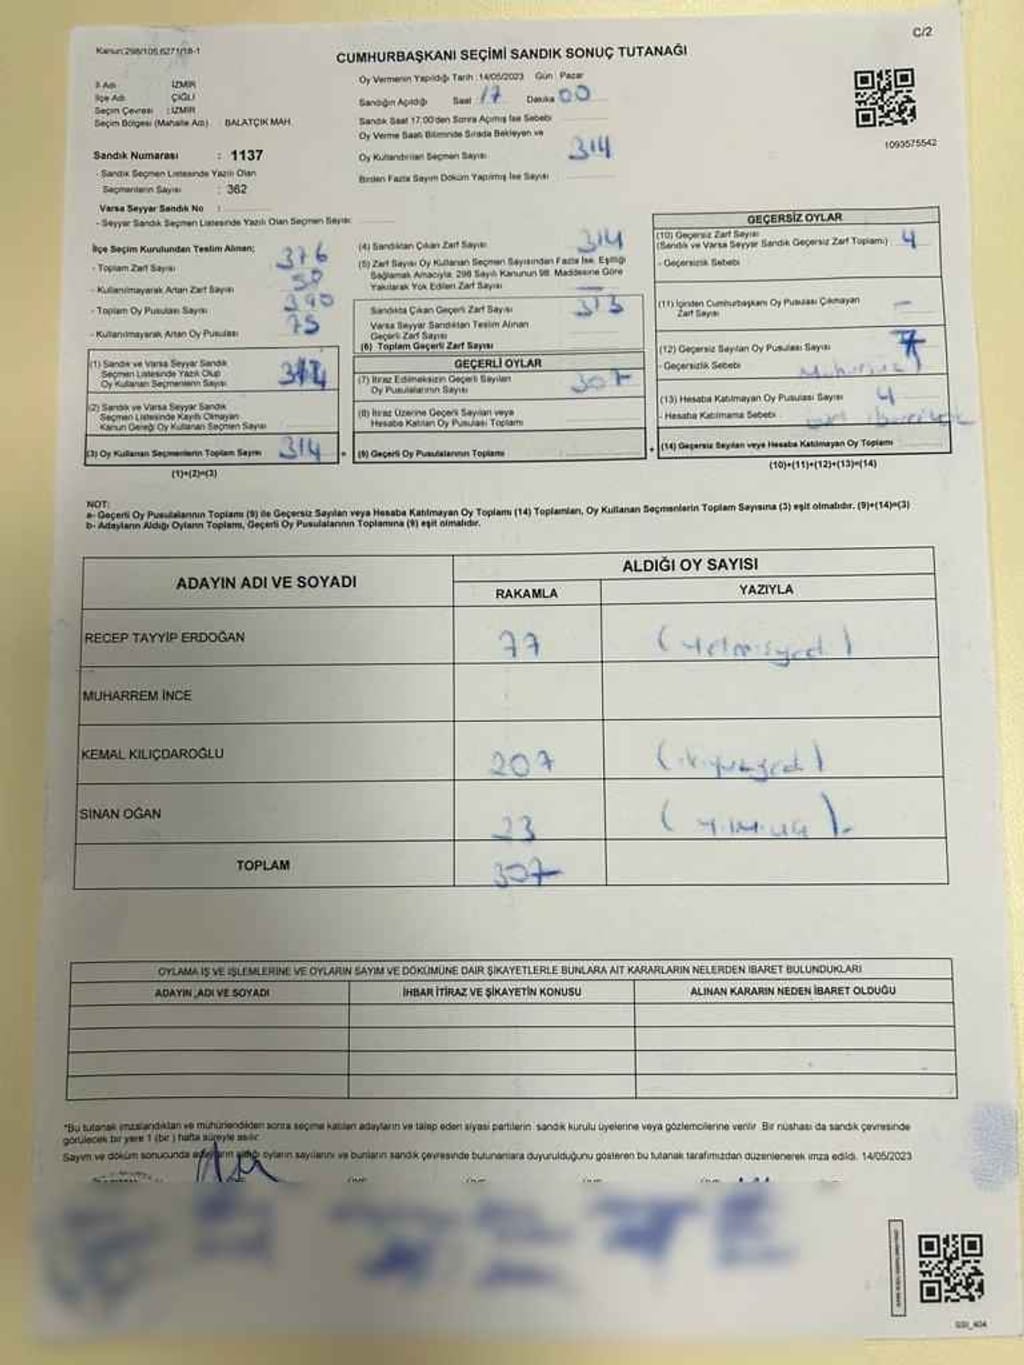 C/2
Kanun:298/105,6271/18-1
CUMHURBAŞKANI SEÇİMİ SANDIK SONUÇ TUTANAĞI
İl Adı : İZMİR
İlçe Adı : ÇİĞLİ
Seçim Çevresi : İZMİR
Seçim Bölgesi (Mahalle Adı) : BALATÇIK MAH.
Sandık Numarası : 1137
- Sandık Seçmen Listesinde Yazılı Olan
Seçmenlerin Sayısı : 362
Varsa Seyyar Sandık No :
- Seyyar Sandık Seçmen Listesinde Yazılı Olan Seçmen Sayısı:
Oy Vermenin Yapıldığı Tarih : 14/05/2023 Gün : Pazar
Sandığın Açıldığı Saat 17 Dakika 00
Sandık Saat 17:00'den Sonra Açılmış İse Sebebi
Oy Verme Saati Bitiminde Sırada Bekleyen ve
Oy Kullandırılan Seçmen Sayısı 314
Birden Fazla Sayım Döküm Yapılmış İse Sayısı
1093575542
İlçe Seçim Kurulundan Teslim Alınan;
- Toplam Zarf Sayısı 376
- Kullanılmayarak Artan Zarf Sayısı 50
- Toplam Oy Pusulası Sayısı 390
- Kullanılmayarak Artan Oy Pusulası 75
(1) Sandık ve Varsa Seyyar Sandık
Seçmen Listesinde Yazılı Olup
Oy Kullanan Seçmenlerin Sayısı
(2) Sandık ve Varsa Seyyar Sandık
Seçmen Listesinde Kayıtlı Olmayan
Kanun Gereği Oy Kullanan Seçmen Sayısı
(3) Oy Kullanan Seçmenlerin Toplam Sayısı 314 =
(1)+(2)=(3)
(4) Sandıktan Çıkan Zarf Sayısı 314
(5) Zarf Sayısı Oy Kullanan Seçmen Sayısından Fazla İse, Eşitliği
Sağlamak Amacıyla, 298 Sayılı Kanunun 98. Maddesine Göre
Yakılarak Yok Edilen Zarf Sayısı —
Sandıkta Çıkan Geçerli Zarf Sayısı 313
Varsa Seyyar Sandıktan Teslim Alınan
Geçerli Zarf Sayısı
(6) Toplam Geçerli Zarf Sayısı
GEÇERLİ OYLAR
(7) İtiraz Edilmeksizin Geçerli Sayılan
Oy Pusulalarının Sayısı 307
(8) İtiraz Üzerine Geçerli Sayılan veya
Hesaba Katılan Oy Pusulası Toplamı
(9) Geçerli Oy Pusulalarının Toplamı +
GEÇERSİZ OYLAR
(10) Geçersiz Zarf Sayısı
(Sandık ve Varsa Seyyar Sandık Geçersiz Zarf Toplamı) 4
- Geçersizlik Sebebi
(11) İçinden Cumhurbaşkanı Oy Pusulası Çıkmayan
Zarf Sayısı —
(12) Geçersiz Sayılan Oy Pusulası Sayısı
- Geçersizlik Sebebi
(13) Hesaba Katılmayan Oy Pusulası Sayısı 4
- Hesaba Katılmama Sebebi
(14) Geçersiz Sayılan veya Hesaba Katılmayan Oy Toplamı
(10)+(11)+(12)+(13)=(14)
NOT:
a- Geçerli Oy Pusulalarının Toplamı (9) ile Geçersiz Sayılan veya Hesaba Katılmayan Oy Toplamı (14) Toplamları, Oy Kullanan Seçmenlerin Toplam Sayısına (3) eşit olmalıdır. (9)+(14)=(3)
b- Adayların Aldığı Oyların Toplamı, Geçerli Oy Pusulalarının Toplamına (9) eşit olmalıdır.
ADAYIN ADI VE SOYADI
ALDIĞI OY SAYISI
RAKAMLA YAZIYLA
RECEP TAYYİP ERDOĞAN 77 (yetmişyedi)
MUHARREM İNCE
KEMAL KILIÇDAROĞLU 207 (ikiyüzyedi)
SİNAN OĞAN 23 (yirmiüç)
TOPLAM 307
OYLAMA İŞ VE İŞLEMLERİNE VE OYLARIN SAYIM VE DÖKÜMÜNE DAİR ŞİKAYETLERLE BUNLARA AİT KARARLARIN NELERDEN İBARET BULUNDUKLARI
ADAYIN ADI VE SOYADI İHBAR İTİRAZ VE ŞİKAYETİN KONUSU ALINAN KARARIN NEDEN İBARET OLDUĞU
*Bu tutanak imzalandıktan ve mühürlendikten sonra seçime katılan adayların ve talep eden siyasi partilerin sandık kurulu üyelerine veya gözlemcilerine verilir. Bir nüshası da sandık çevresinde
görülecek bir yere 1 (bir) hafta süreyle asılır.
Sayım ve döküm sonucunda adayların aldığı oyların sayılarını ve bunların sandık çevresinde bulunanlara duyurulduğunu gösteren bu tutanak tarafımızdan düzenlenerek imza edildi. 14/05/2023